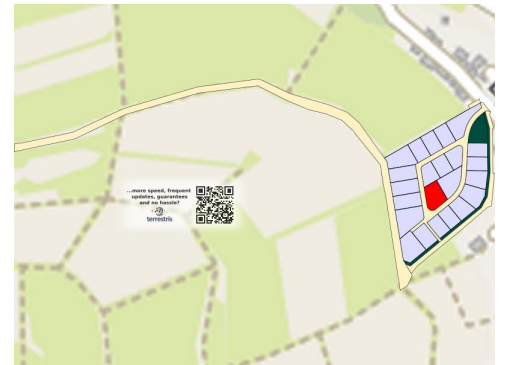 ...more speed, frequent
updates, guarantees
and no hassle?
terrestris